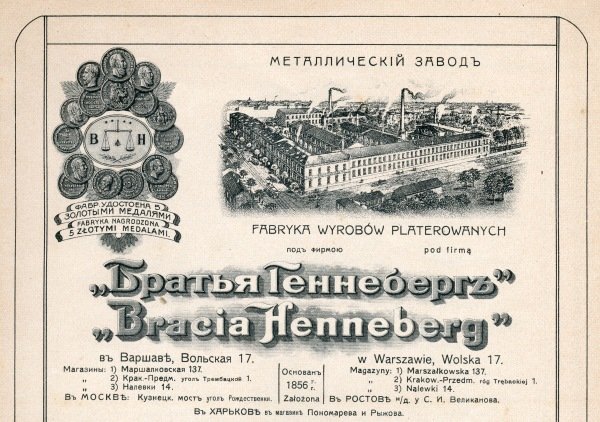 МЕТАЛЛИЧЕСКІЙ ЗАВОДЪ
В Н
ФАБР. УДОСТОЕНА 5
ЗОЛОТЫМИ МЕДАЛЯМИ
FABRYKA NAGRODZONA
5 ZŁOTYMI MEDALAMI.
FABRYKA WYROBÓW PLATEROWANYCH
подъ фирмою pod firmą
„Братья Геннебергъ"
„Bracia Henneberg"
въ Варшавѣ, Вольская 17. w Warszawie, Wolska 17.
Магазины: 1) Маршалковская 137. Magazyny: 1) Marszałkowska 137.
„ 2) Крак.-Предм. уголъ Трембацкой 1. „ 2) Krakow.-Przedm. róg Trębackiej 1.
„ 3) Налевки 14. „ 3) Nalewki 14.
Основанъ
1856 г. r.
Założona
Въ МОСКВѢ: Кузнецк. мостъ уголъ Рождественки. Въ РОСТОВѢ н/д. у С. И. Великанова.
Въ ХАРЬКОВѢ въ магазинѣ Пономарева и Рыжова.